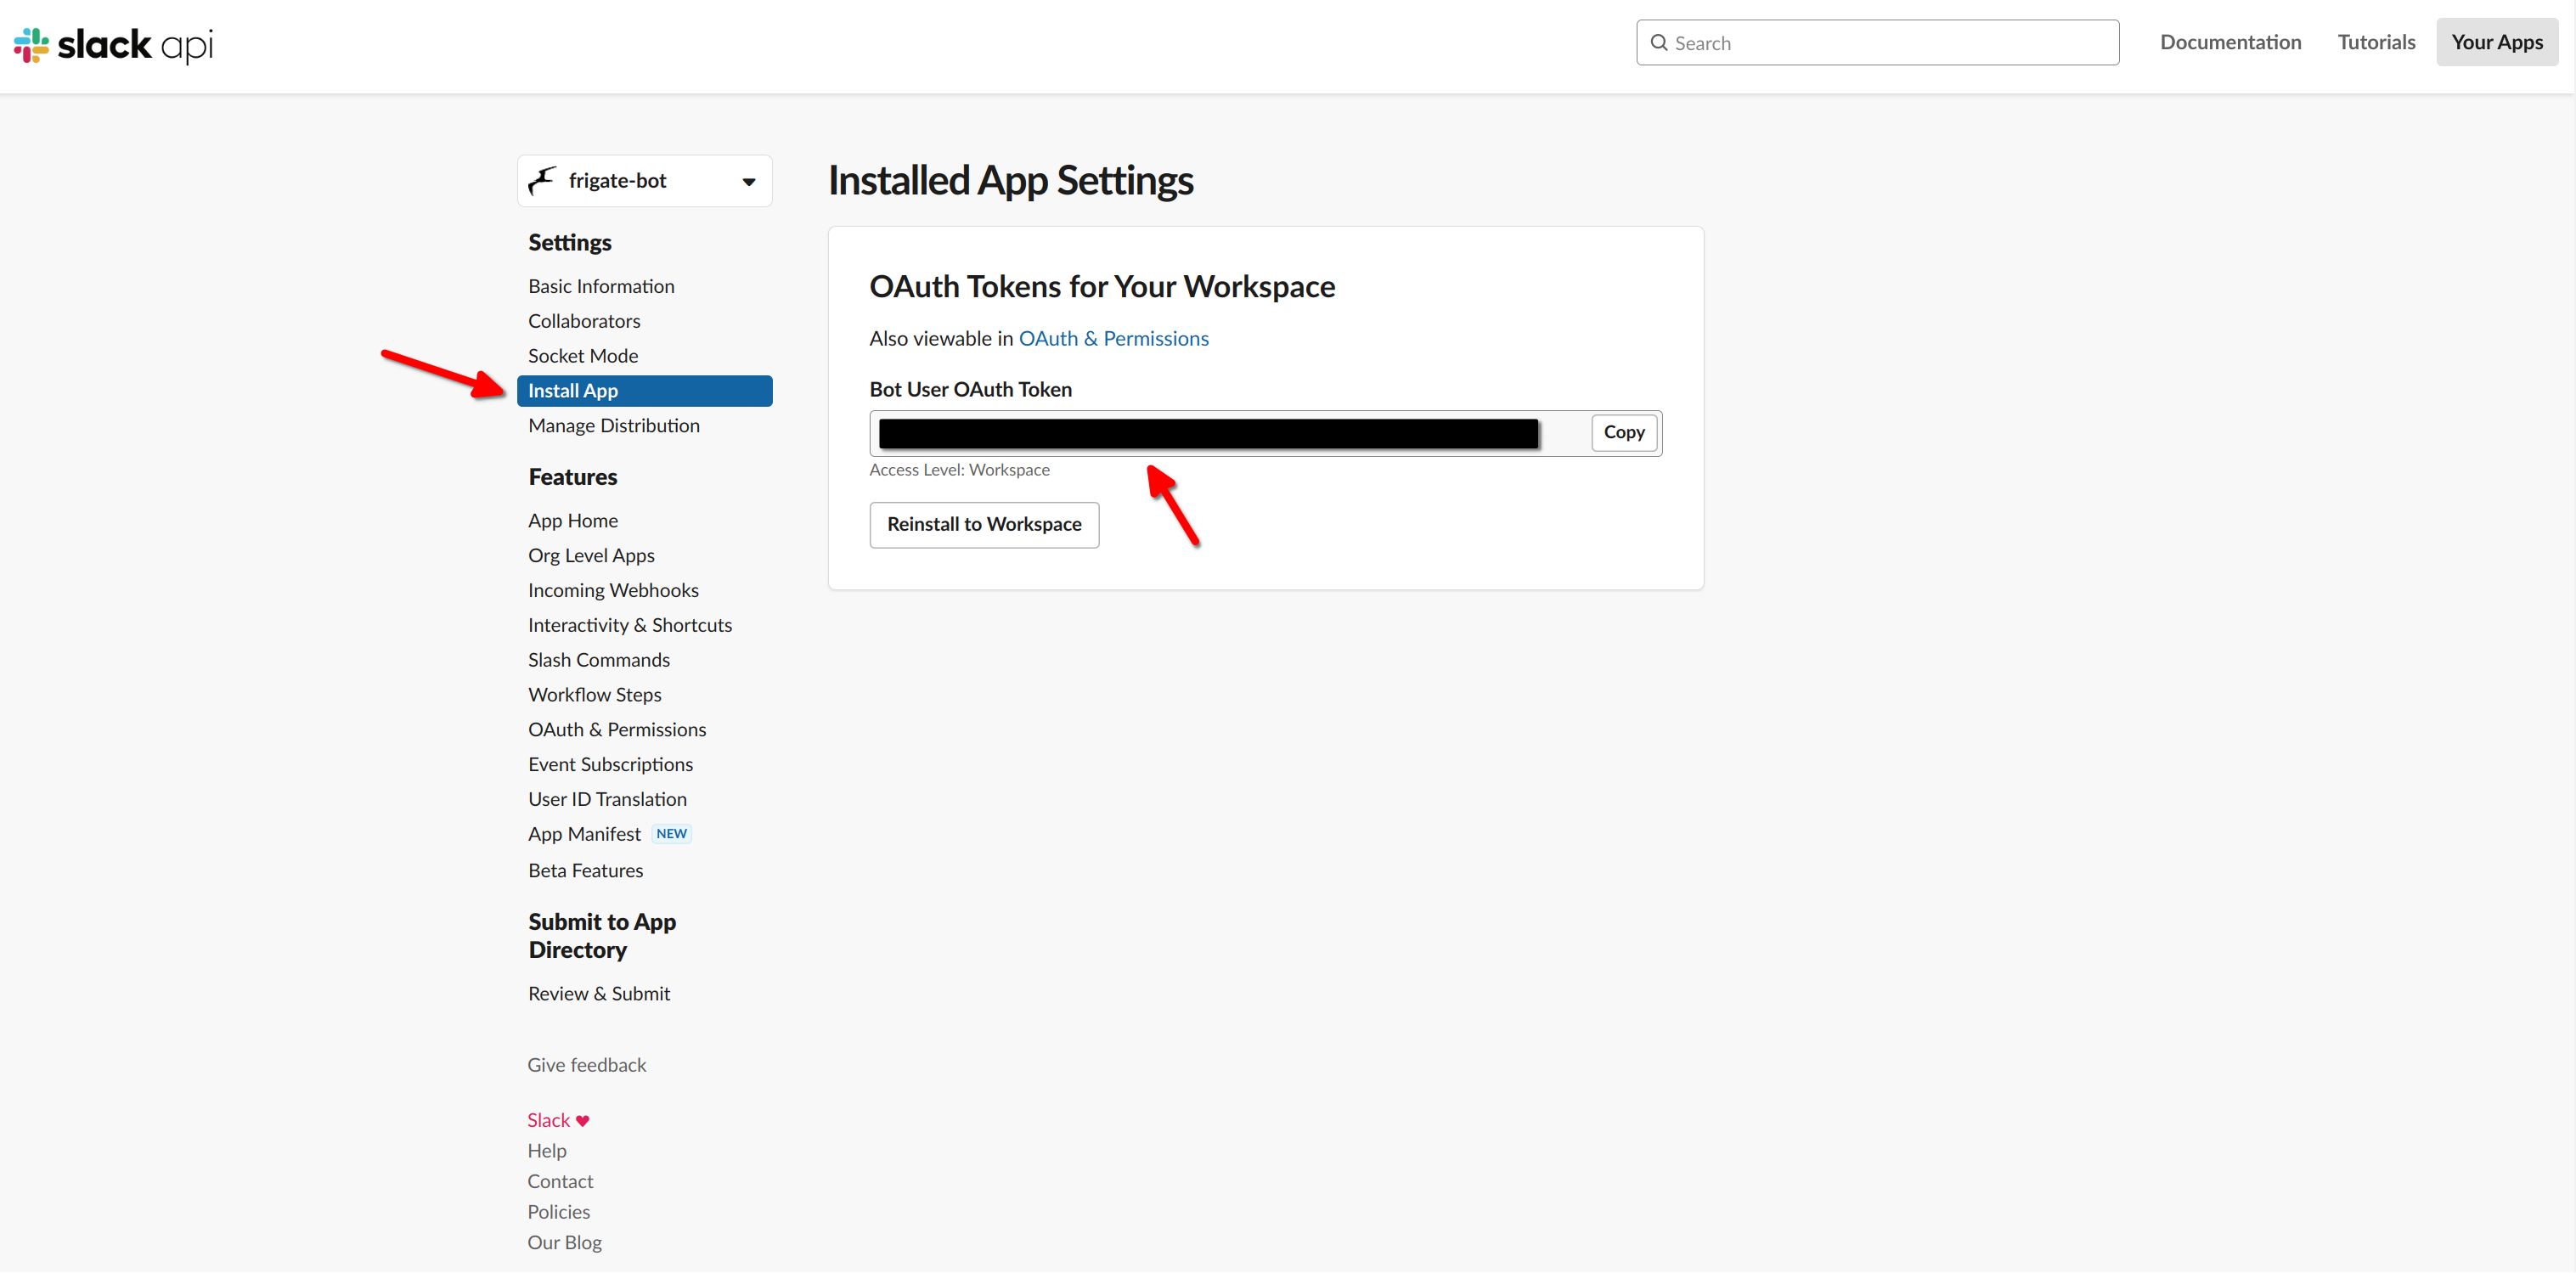 slack api
Search
Documentation
Tutorials
Your Apps
frigate-bot
Settings
Basic Information
Collaborators
Socket Mode
Install App
Manage Distribution
Features
App Home
Org Level Apps
Incoming Webhooks
Interactivity & Shortcuts
Slash Commands
Workflow Steps
OAuth & Permissions
Event Subscriptions
User ID Translation
App Manifest NEW
Beta Features
Submit to App
Directory
Review & Submit
Give feedback
Slack ♥
Help
Contact
Policies
Our Blog
Installed App Settings
OAuth Tokens for Your Workspace
Also viewable in OAuth & Permissions
Bot User OAuth Token
Copy
Access Level: Workspace
Reinstall to Workspace